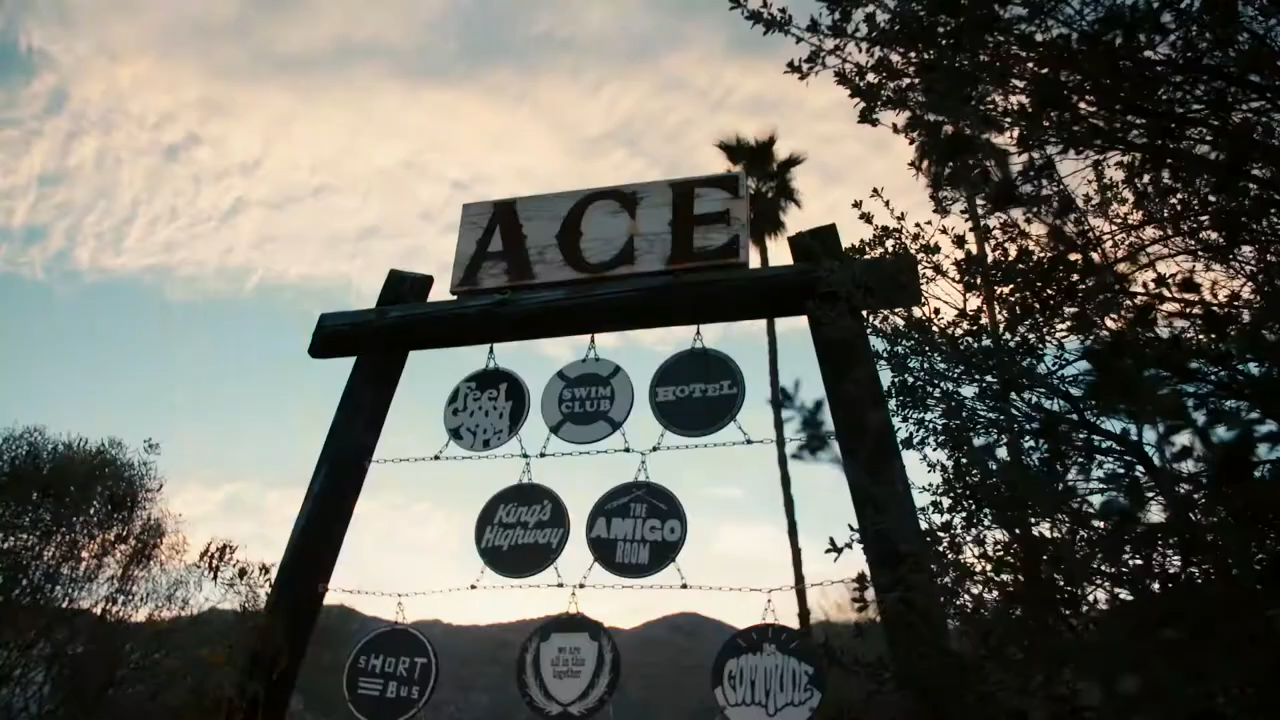 ACE
Feel
Good
Spa
SWIM
CLUB
HOTEL
King's
Highway
THE
AMIGO
ROOM
SHORT
BUS
we are
all in this
together
COMMUNE